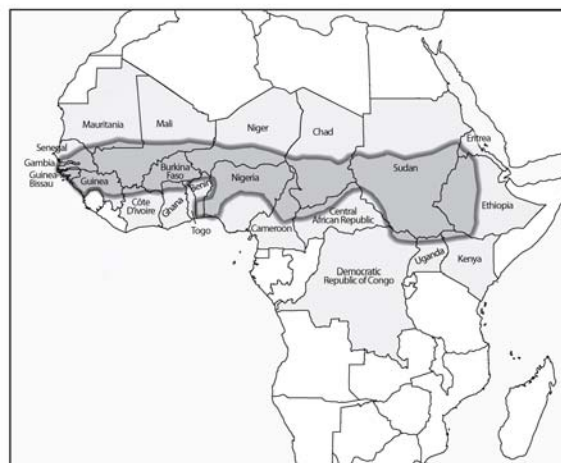 Mauritania
Mali
Niger
Chad
Eritrea
Senegal
Gambia
Guinea
Bissau
Guinea
Burkina
Faso
Benin
Nigeria
Sudan
Côte
D'Ivoire
Ghana
Togo
Cameroon
Central
African Republic
Ethiopia
Uganda
Kenya
Democratic
Republic of Congo